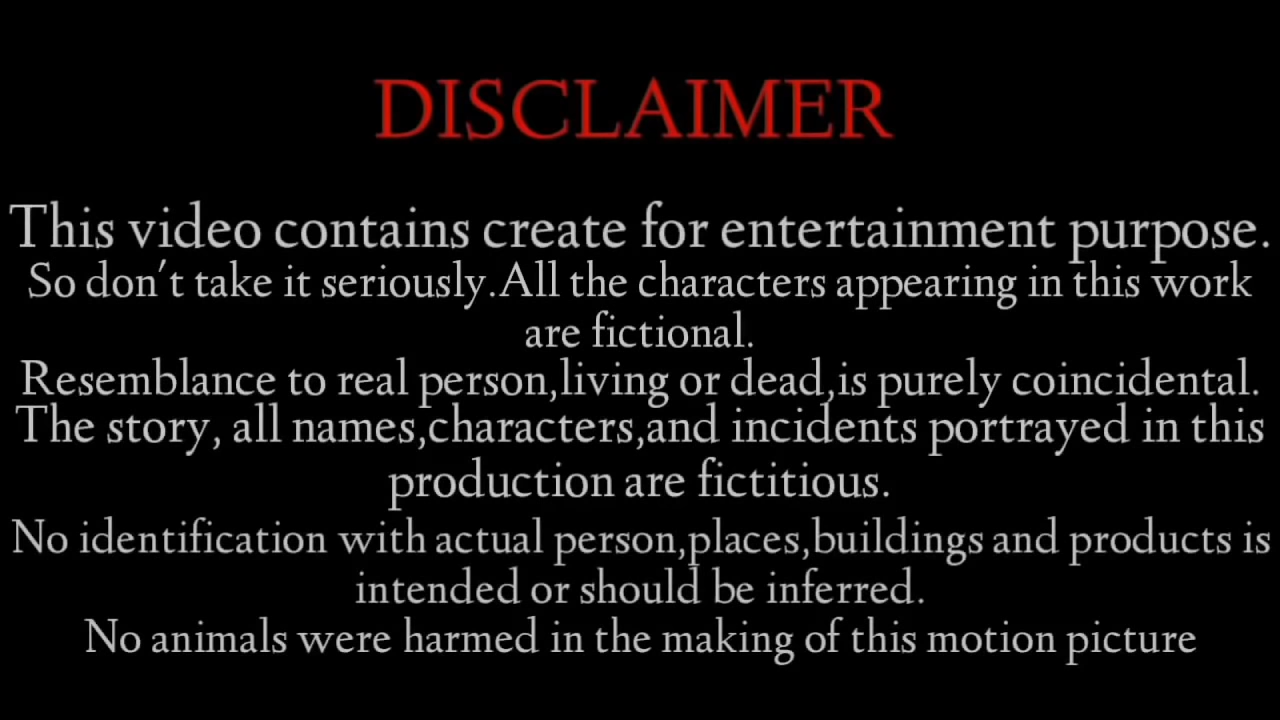 DISCLAIMER
This video contains create for entertainment purpose.
So don't take it seriously.All the characters appearing in this work
are fictional.
Resemblance to real person,living or dead,is purely coincidental.
The story, all names,characters,and incidents portrayed in this
production are fictitious.
No identification with actual person,places,buildings and products is
intended or should be inferred.
No animals were harmed in the making of this motion picture